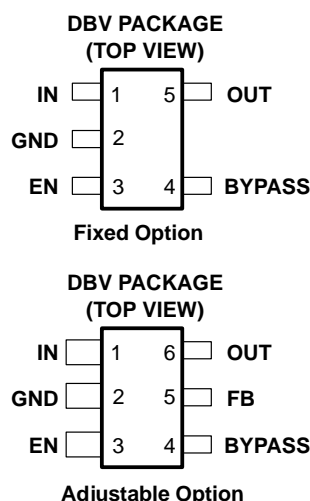 DBV PACKAGE
(TOP VIEW)
IN 1 5 OUT
GND 2
EN 3 4 BYPASS
Fixed Option
DBV PACKAGE
(TOP VIEW)
IN 1 6 OUT
GND 2 5 FB
EN 3 4 BYPASS
Adjustable Option